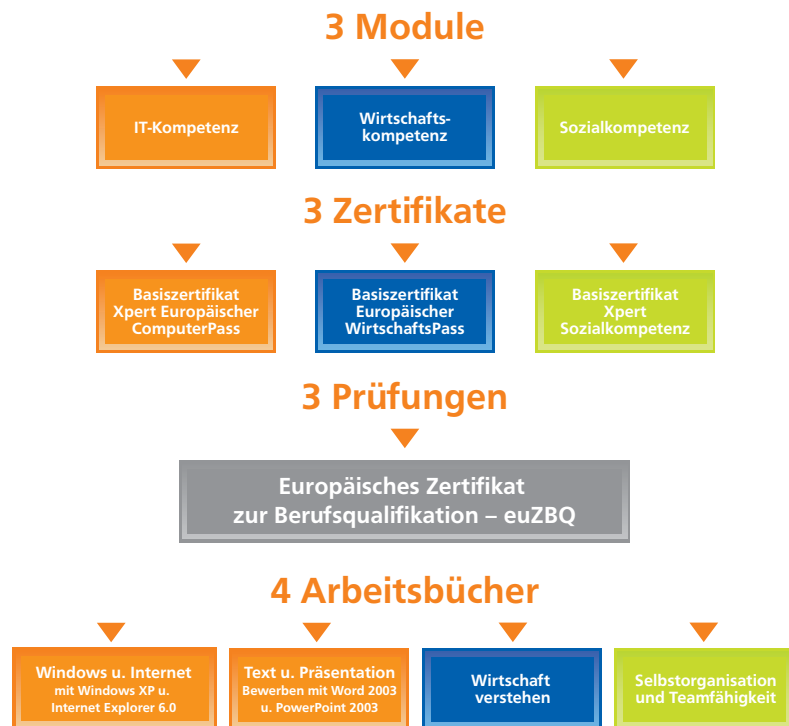 3 Module
IT-Kompetenz
Wirtschafts-
kompetenz
Sozialkompetenz
3 Zertifikate
Basiszertifikat
Xpert Europäischer
ComputerPass
Basiszertifikat
Europäischer
WirtschaftsPass
Basiszertifikat
Xpert
Sozialkompetenz
3 Prüfungen
Europäisches Zertifikat
zur Berufsqualifikation – euZBQ
4 Arbeitsbücher
Windows u. Internet
mit Windows XP u.
Internet Explorer 6.0
Text u. Präsentation
Bewerben mit Word 2003
u. PowerPoint 2003
Wirtschaft
verstehen
Selbstorganisation
und Teamfähigkeit